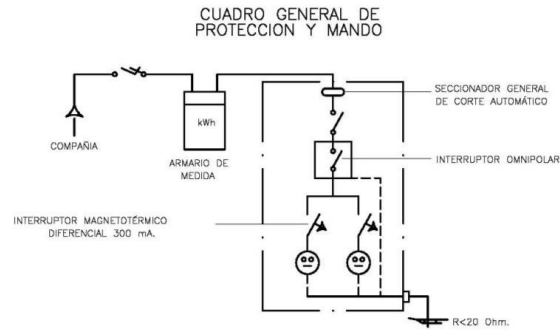 CUADRO GENERAL DE
PROTECCION Y MANDO
SECCIONADOR GENERAL
DE CORTE AUTOMÁTICO
kWh
COMPAÑIA
ARMARIO DE
MEDIDA
INTERRUPTOR OMNIPOLAR
INTERRUPTOR MAGNETOTÉRMICO
DIFERENCIAL 300 mA.
R<20 Ohm.